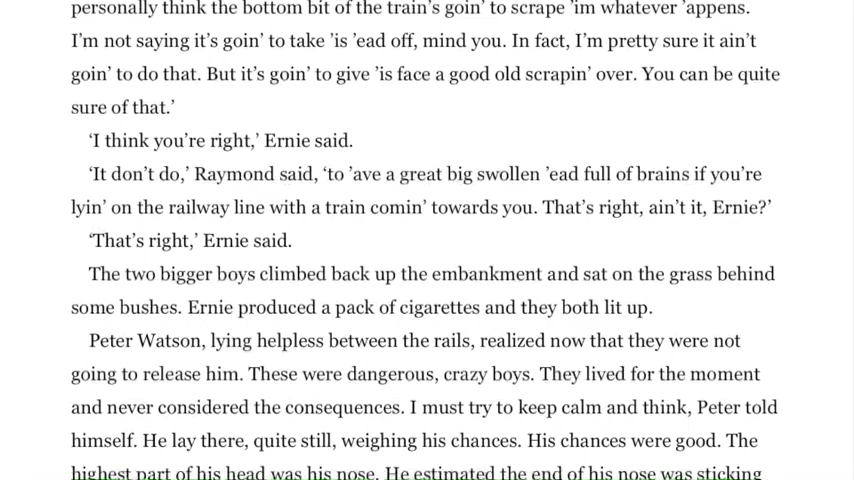 personally think the bottom bit of the train’s goin’ to scrape ’im whatever ’appens.
I’m not saying it’s goin’ to take ’is ’ead off, mind you. In fact, I’m pretty sure it ain’t
goin’ to do that. But it’s goin’ to give ’is face a good old scrapin’ over. You can be quite
sure of that.’
‘I think you’re right,’ Ernie said.
‘It don’t do,’ Raymond said, ‘to ’ave a great big swollen ’ead full of brains if you’re
lyin’ on the railway line with a train comin’ towards you. That’s right, ain’t it, Ernie?’
‘That’s right,’ Ernie said.
The two bigger boys climbed back up the embankment and sat on the grass behind
some bushes. Ernie produced a pack of cigarettes and they both lit up.
Peter Watson, lying helpless between the rails, realized now that they were not
going to release him. These were dangerous, crazy boys. They lived for the moment
and never considered the consequences. I must try to keep calm and think, Peter told
himself. He lay there, quite still, weighing his chances. His chances were good. The
highest part of his head was his nose. He estimated the end of his nose was sticking